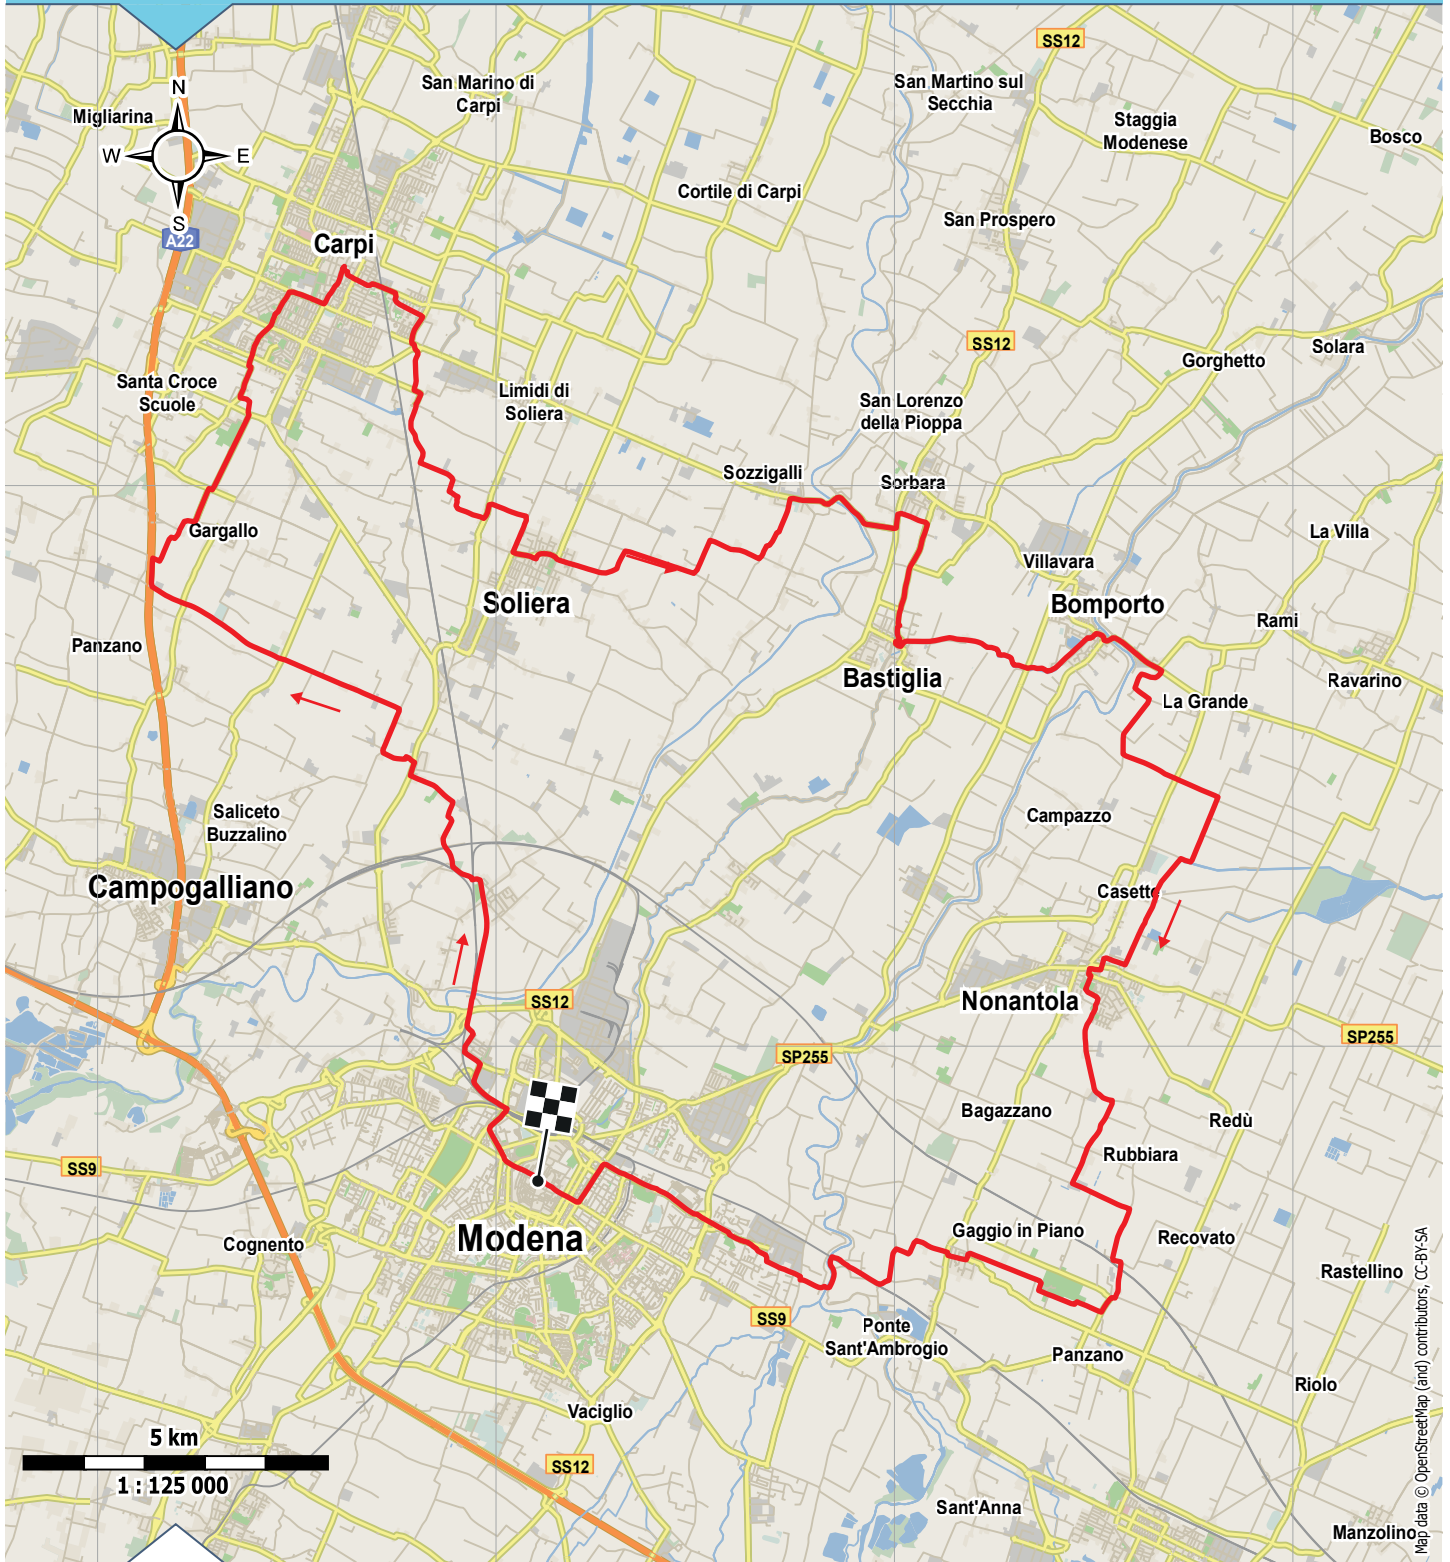 SS12
San Marino di
Carpi
San Martino sul
Secchia
N
Migliarina
Staggia
Modenese
Bosco
W
E
Cortile di Carpi
San Prospero
S
A22
Carpi
SS12
Solara
Gorghetto
Santa Croce
Scuole
Limidi di
Soliera
San Lorenzo
della Pioppa
Sozzigalli
Sorbara
Gargallo
La Villa
Villavara
Soliera
Bomporto
Rami
Panzano
Bastiglia
Ravarino
La Grande
Saliceto
Buzzalino
Campazzo
Campogalliano
Casette
SS12
Nonantola
SP255
SP255
Bagazzano
Redù
Rubbiara
SS9
Modena
Cognento
Gaggio in Piano
Recovato
Rastellino
SS9
Ponte
Sant'Ambrogio
Panzano
Riolo
Vaciglio
5 km
1 : 125 000
SS12
Sant'Anna
Manzolino
Map data © OpenStreetMap (and) contributors, CC-BY-SA